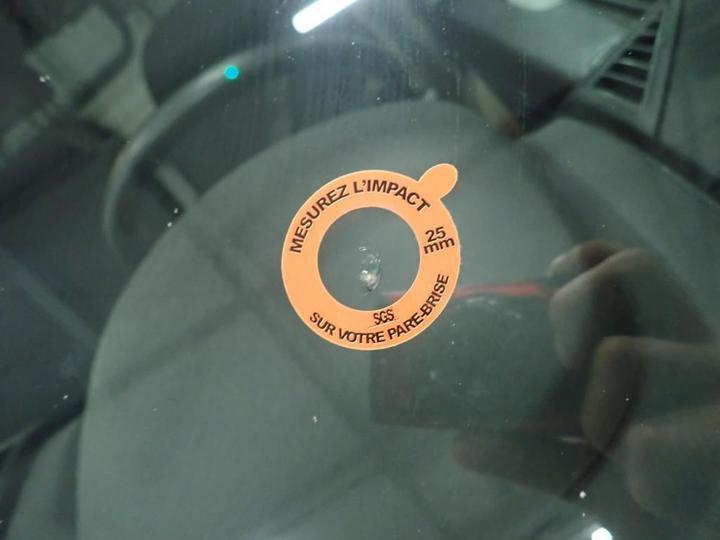 MESUREZ L'IMPACT
25
mm
SGS
SUR VOTRE PARE-BRISE